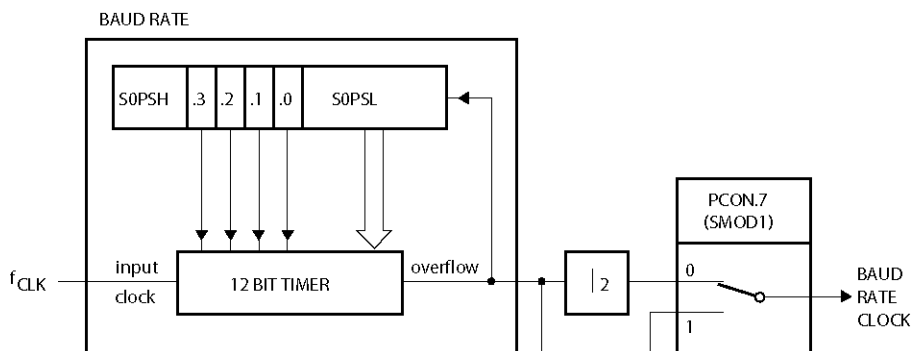 BAUD RATE
S0PSH .3 .2 .1 .0 S0PSL
PCON.7
(SMOD1)
fCLK
input
clock
12 BIT TIMER
overflow
|2
0
1
BAUD
RATE
CLOCK